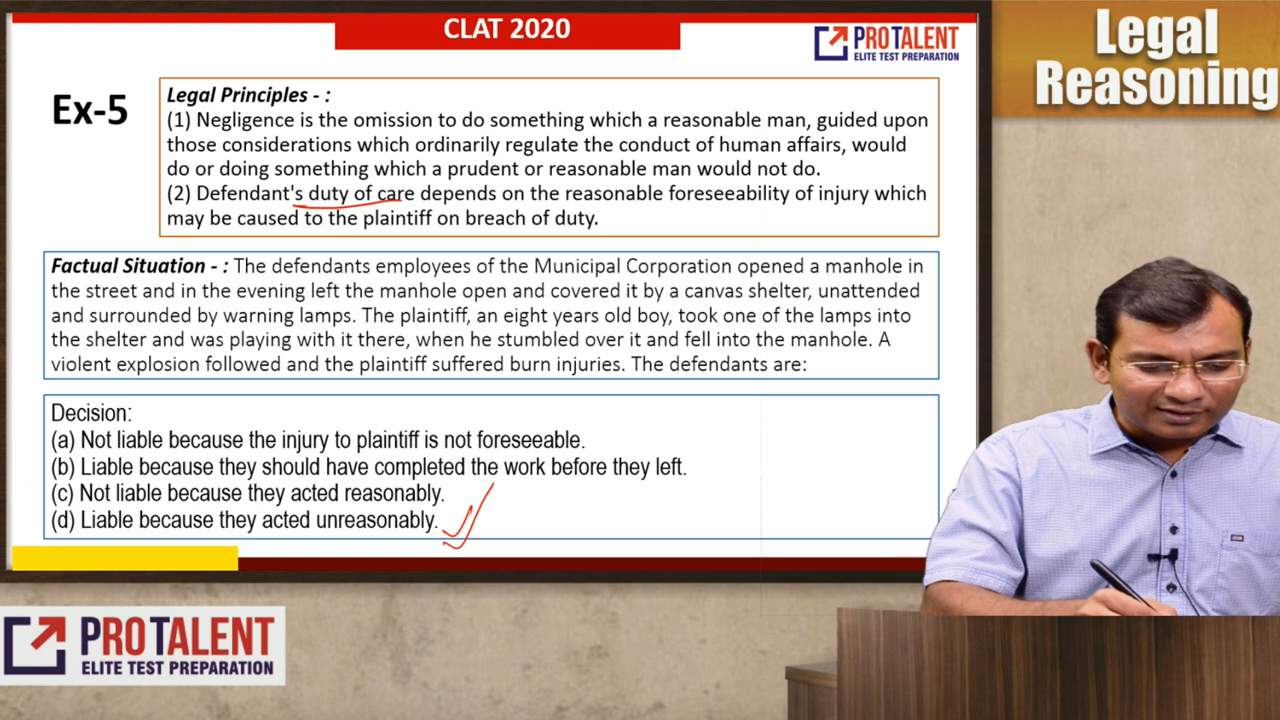 CLAT 2020
PROTALENT
ELITE TEST PREPARATION
Legal
Reasoning
Ex-5
Legal Principles - :
(1) Negligence is the omission to do something which a reasonable man, guided upon
those considerations which ordinarily regulate the conduct of human affairs, would
do or doing something which a prudent or reasonable man would not do.
(2) Defendant's duty of care depends on the reasonable foreseeability of injury which
may be caused to the plaintiff on breach of duty.
Factual Situation - : The defendants employees of the Municipal Corporation opened a manhole in
the street and in the evening left the manhole open and covered it by a canvas shelter, unattended
and surrounded by warning lamps. The plaintiff, an eight years old boy, took one of the lamps into
the shelter and was playing with it there, when he stumbled over it and fell into the manhole. A
violent explosion followed and the plaintiff suffered burn injuries. The defendants are:
Decision:
(a) Not liable because the injury to plaintiff is not foreseeable.
(b) Liable because they should have completed the work before they left.
(c) Not liable because they acted reasonably.
(d) Liable because they acted unreasonably.
PROTALENT
ELITE TEST PREPARATION